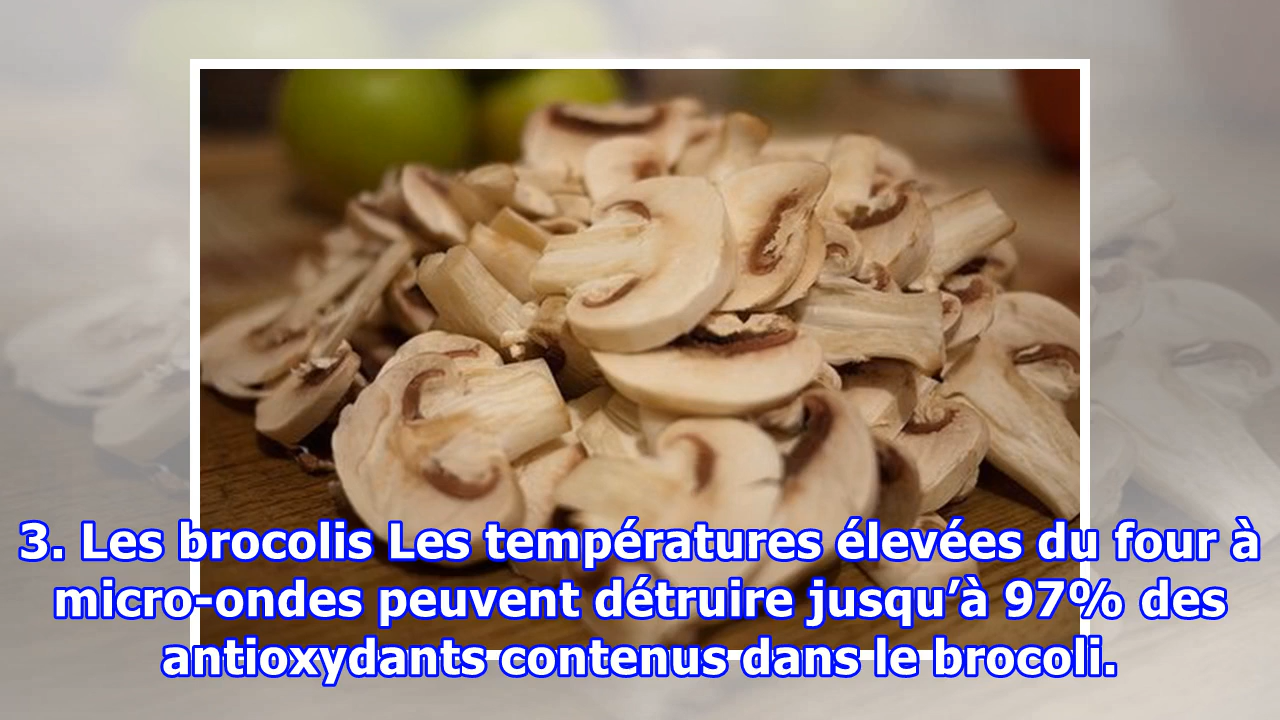 3. Les brocolis Les températures élevées du four à
micro-ondes peuvent détruire jusqu’à 97% des
antioxydants contenus dans le brocoli.